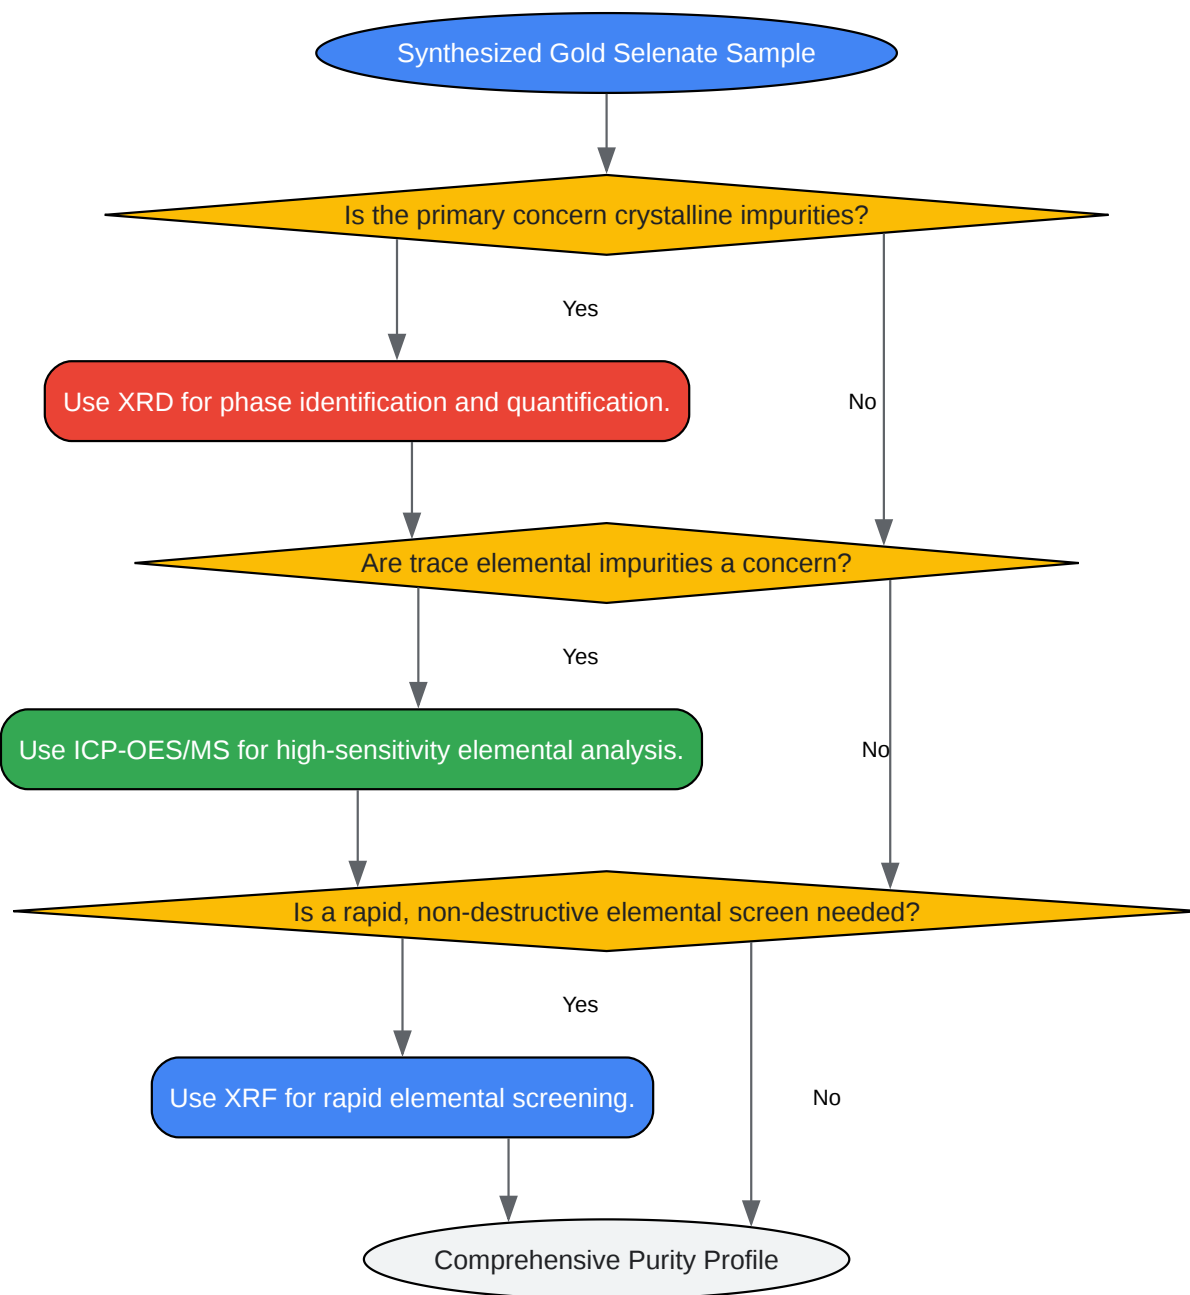 Synthesized Gold Selenate Sample
Is the primary concern crystalline impurities?
Yes
Use XRD for phase identification and quantification.
No
Are trace elemental impurities a concern?
Yes
Use ICP-OES/MS for high-sensitivity elemental analysis.
No
Is a rapid, non-destructive elemental screen needed?
Yes
Use XRF for rapid elemental screening.
No
Comprehensive Purity Profile